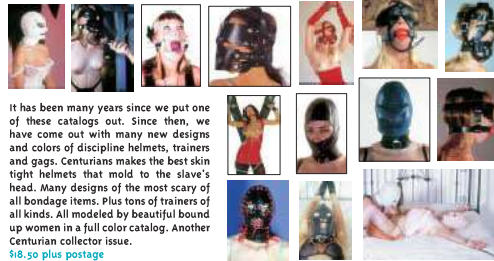 It has been many years since we put one
of these catalogs out. Since then, we
have come out with many new designs
and colors of discipline helmets, trainers
and gags. Centurians makes the best skin
tight helmets that mold to the slave's
head. Many designs of the most scary of
all bondage items. Plus tons of trainers of
all kinds. All modeled by beautiful bound
up women in a full color catalog. Another
Centurian collector issue.
$18.50 plus postage